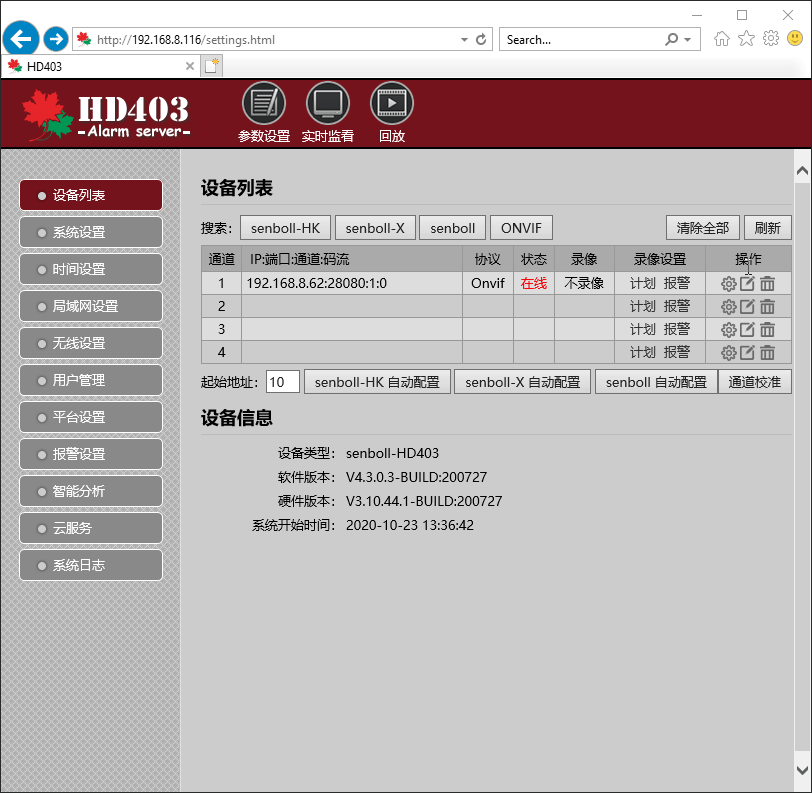 http://192.168.8.116/settings.html
Search...
HD403
HD403
-Alarm server-
参数设置 实时监看 回放
设备列表
系统设置
时间设置
局域网设置
无线设置
用户管理
平台设置
报警设置
智能分析
云服务
系统日志
设备列表
搜索: senboll-HK senboll-X senboll ONVIF 清除全部 刷新
通道 IP:端口:通道:码流 协议 状态 录像 录像设置 操作
1 192.168.8.62:28080:1:0 Onvif 在线 不录像 计划 报警
2 计划 报警
3 计划 报警
4 计划 报警
起始地址: 10 senboll-HK 自动配置 senboll-X 自动配置 senboll 自动配置 通道校准
设备信息
设备类型: senboll-HD403
软件版本: V4.3.0.3-BUILD:200727
硬件版本: V3.10.44.1-BUILD:200727
系统开始时间: 2020-10-23 13:36:42